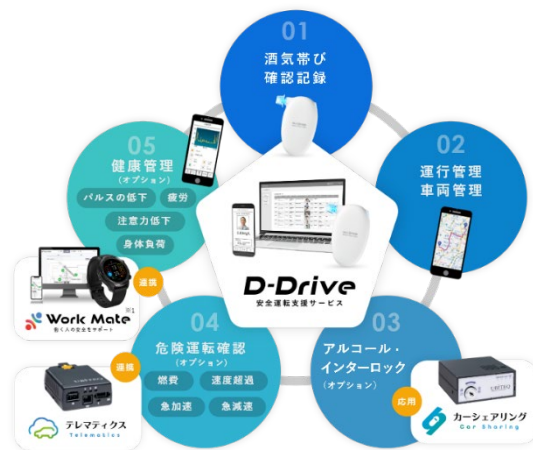 01
酒気帯び
確認記録
02
運行管理
車両管理
03
アルコール・
インターロック
(オプション)
応用
カーシェアリング
Car Sharing
04
危険運転確認
(オプション)
燃費
速度超過
急加速
急減速
連携
テレマティクス
Telematics
05
健康管理
(オプション)
パルスの低下
疲労
注意力低下
身体負荷
連携
Work Mate ※1
働く人の安全をサポート
D-Drive
安全運転支援サービス